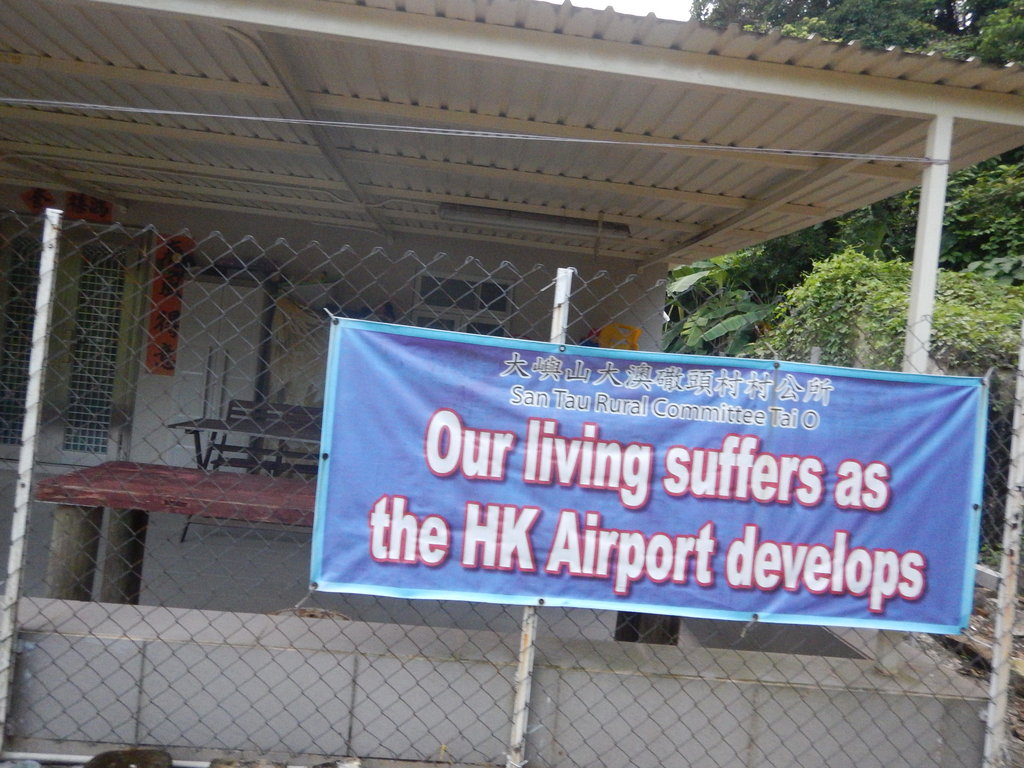 大嶼山大澳䃟頭村村公所
San Tau Rural Committee Tai O
Our living suffers as
the HK Airport develops